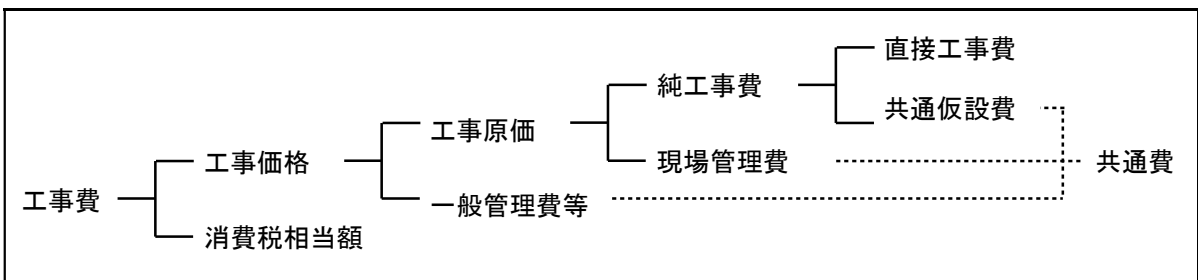 直接工事費
純工事費
共通仮設費
工事原価
工事価格
現場管理費
共通費
工事費
一般管理費等
消費税相当額